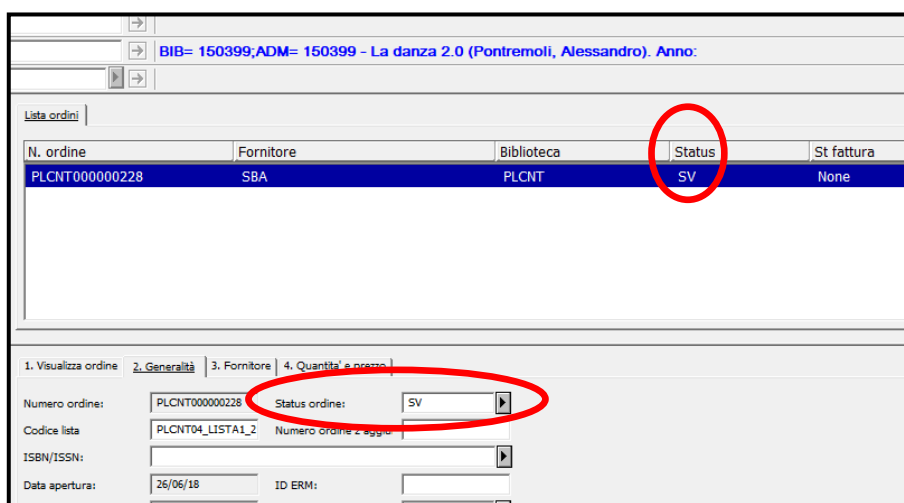 BIB= 150399;ADM= 150399 - La danza 2.0 (Pontremoli, Alessandro). Anno:
Lista ordini
N. ordine Fornitore Biblioteca Status St fattura
PLCNT000000228 SBA PLCNT SV None
1. Visualizza ordine 2. Generalità 3. Fornitore 4. Quantita' e prezzo
Numero ordine: PLCNT000000228 Status ordine: SV
Codice lista PLCNT04_LISTA1_2 Numero ordine 2 aggiu
ISBN/ISSN:
Data apertura: 26/06/18 ID ERM: